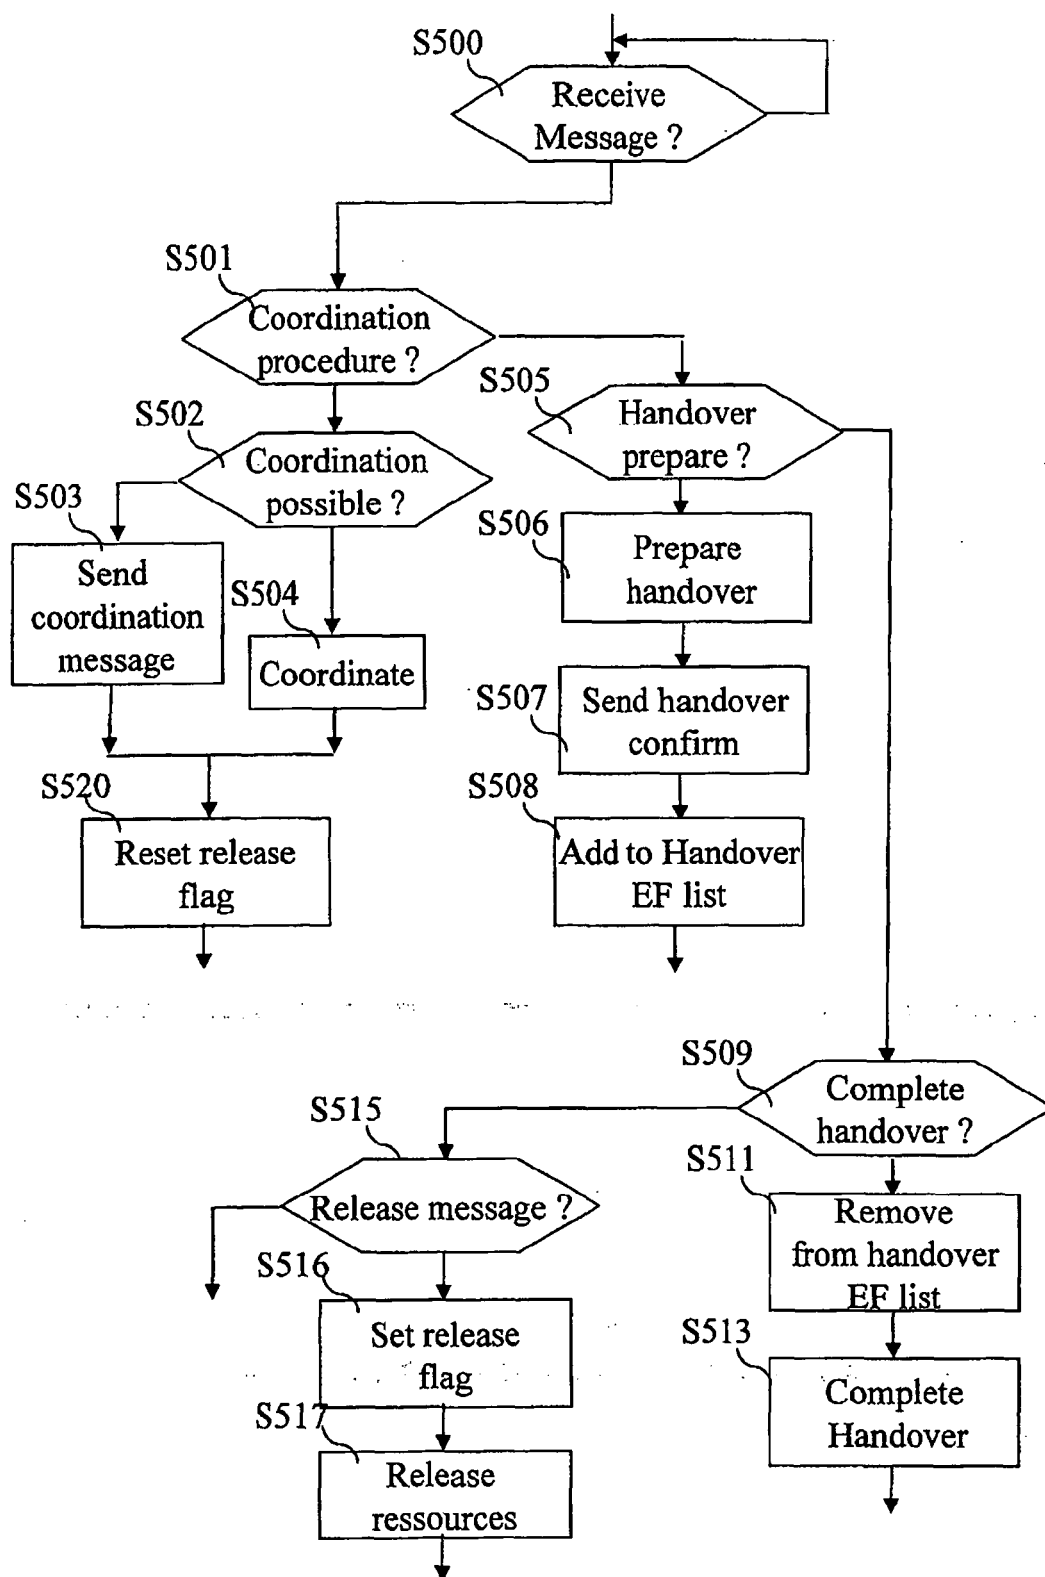 S500
Receive
Message ?
S501
Coordination
procedure ?
S505
Handover
prepare ?
S502
Coordination
possible ?
S503
Send
coordination
message
S504
Coordinate
S506
Prepare
handover
S507
Send handover
confirm
S520
Reset release
flag
S508
Add to Handover
EF list
S509
Complete
handover ?
S515
Release message ?
S511
Remove
from handover
EF list
S516
Set release
flag
S513
Complete
Handover
S517
Release
ressources